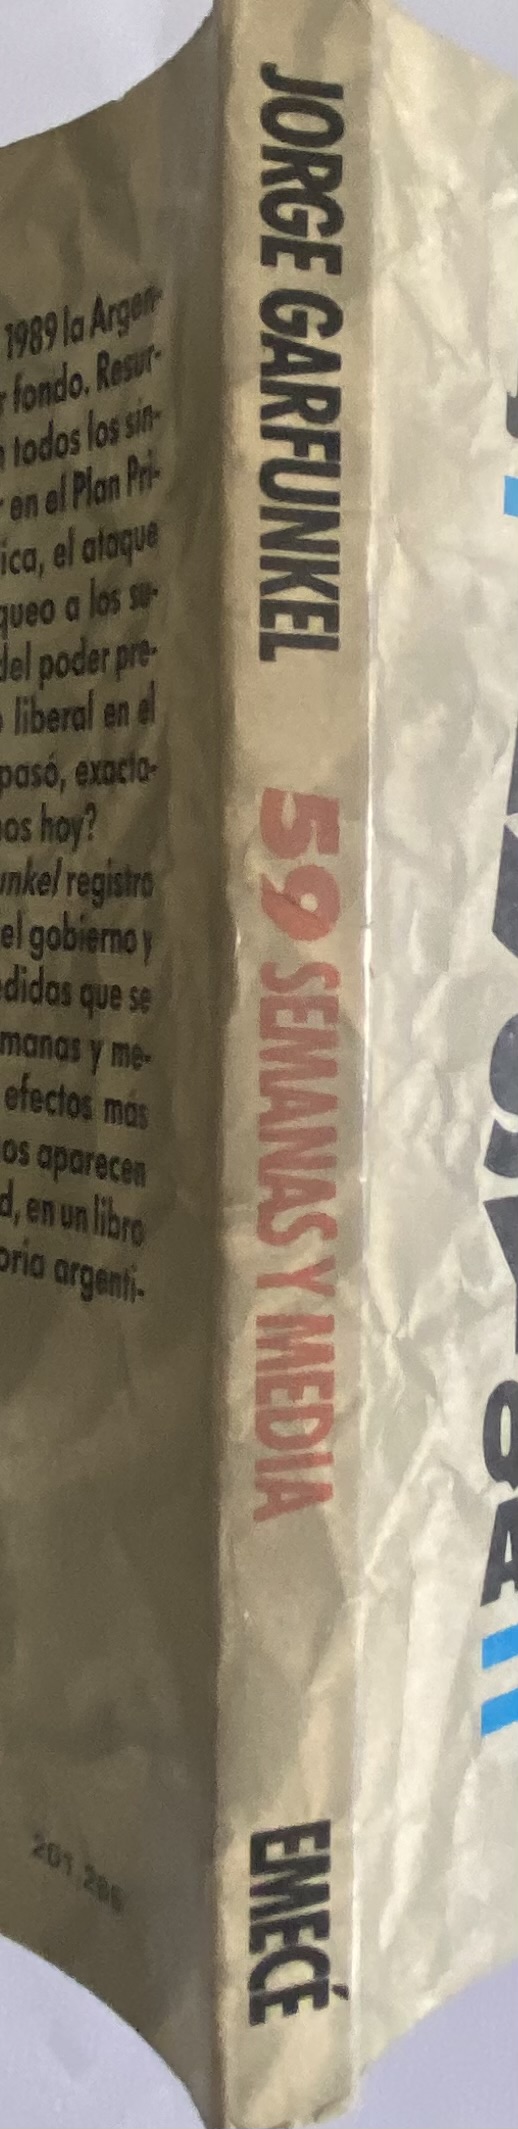 JORGE GARFUNKEL 59 SEMANAS Y MEDIA EMECÉ
1989 la Argen-
fondo. Resur-
todos los sín-
en el Plan Pri-
ica, el ataque
queo a los su-
del poder pre-
liberal en el
pasó, exacta-
os hoy?
unkel registra
el gobierno y
didas que se
manas y me-
efectos más
os aparecen
d, en un libro
oria argenti-